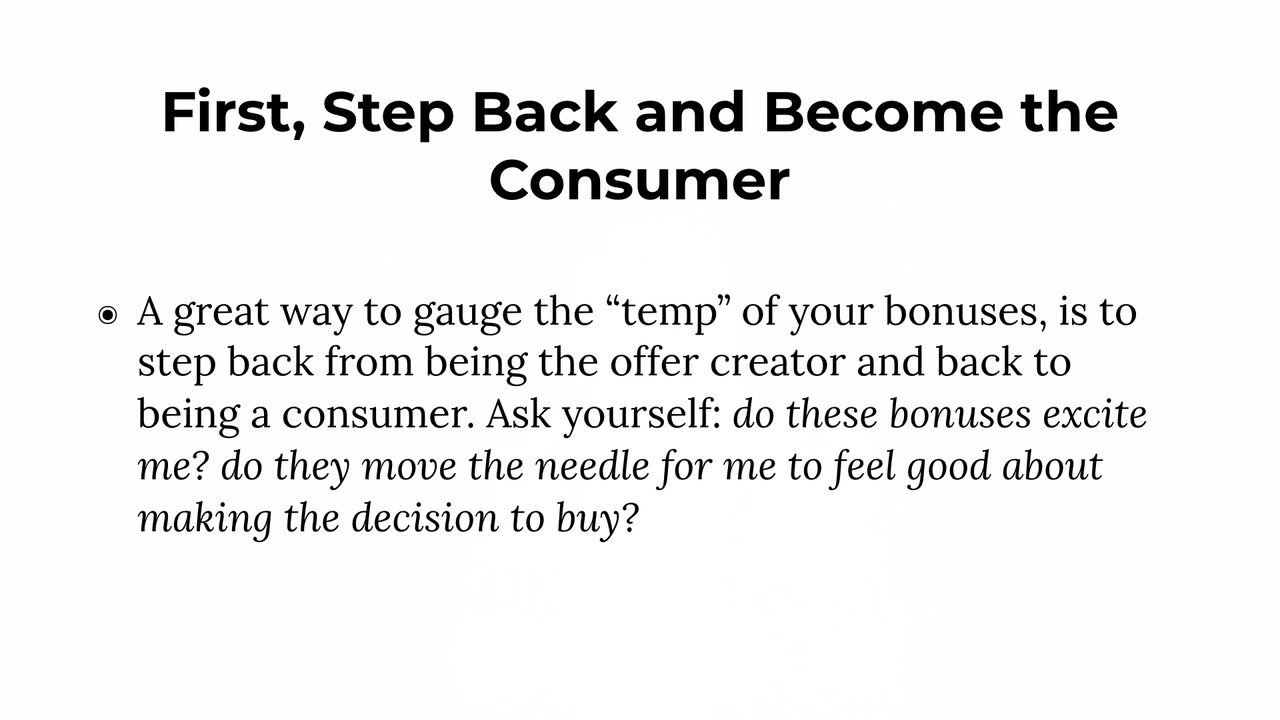 First, Step Back and Become the
Consumer
◉ A great way to gauge the “temp” of your bonuses, is to
step back from being the offer creator and back to
being a consumer. Ask yourself: do these bonuses excite
me? do they move the needle for me to feel good about
making the decision to buy?